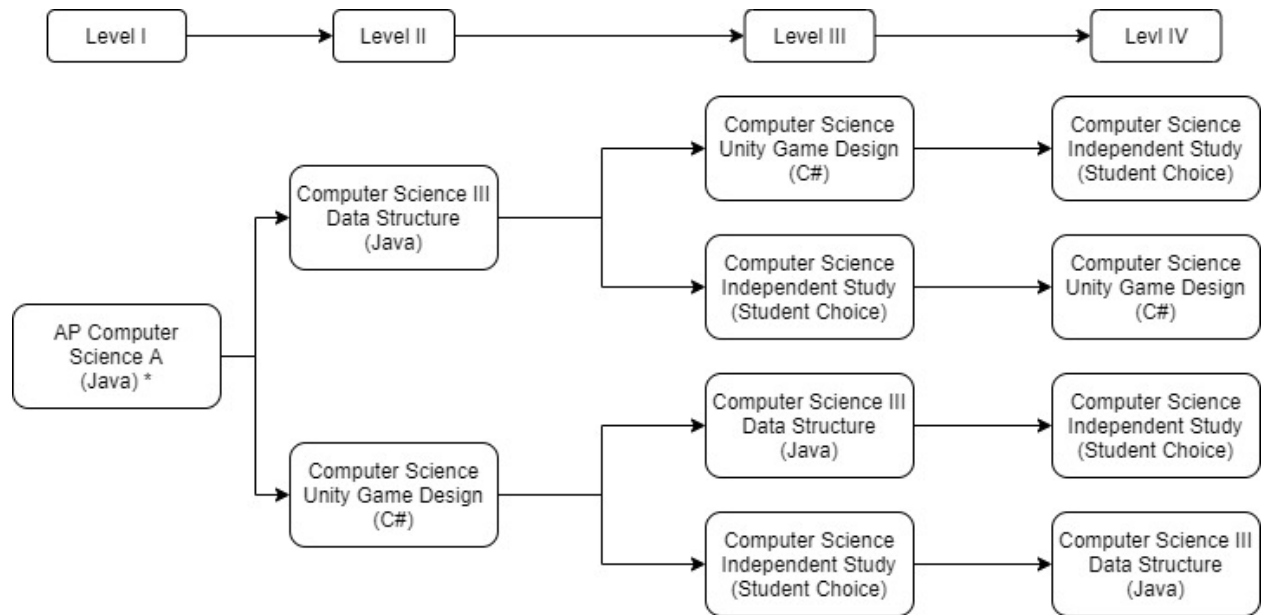 Level I
Level II
Level III
Levl IV
Computer Science
Unity Game Design
(C#)
Computer Science
Independent Study
(Student Choice)
Computer Science III
Data Structure
(Java)
Computer Science
Independent Study
(Student Choice)
Computer Science
Unity Game Design
(C#)
AP Computer
Science A
(Java) *
Computer Science III
Data Structure
(Java)
Computer Science
Independent Study
(Student Choice)
Computer Science
Unity Game Design
(C#)
Computer Science
Independent Study
(Student Choice)
Computer Science III
Data Structure
(Java)